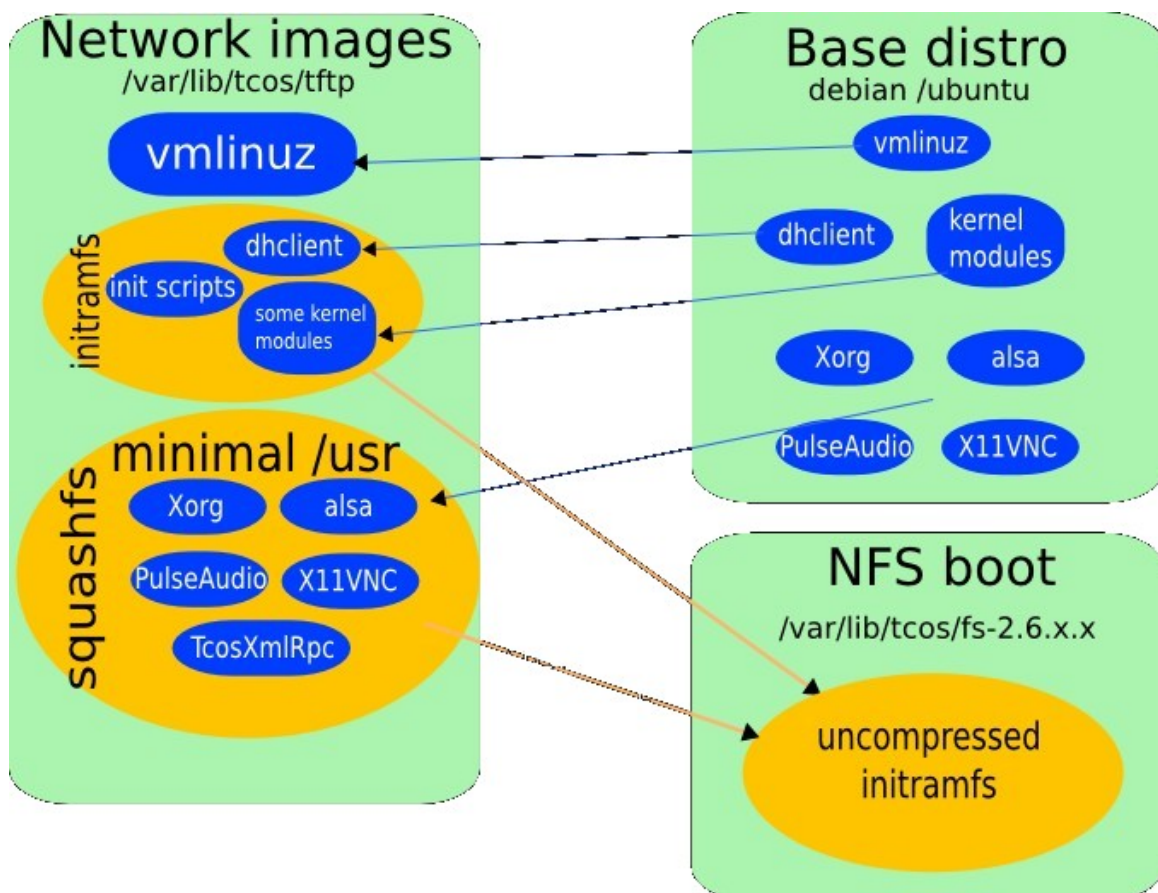 Network images
/var/lib/tcos/tftp
vmlinuz
initramfs
dhclient
init scripts
some kernel
modules
squashfs
minimal /usr
Xorg
alsa
PulseAudio
X11VNC
TcosXmlRpc
Base distro
debian /ubuntu
vmlinuz
dhclient
kernel
modules
Xorg
alsa
PulseAudio
X11VNC
NFS boot
/var/lib/tcos/fs-2.6.x.x
uncompressed
initramfs